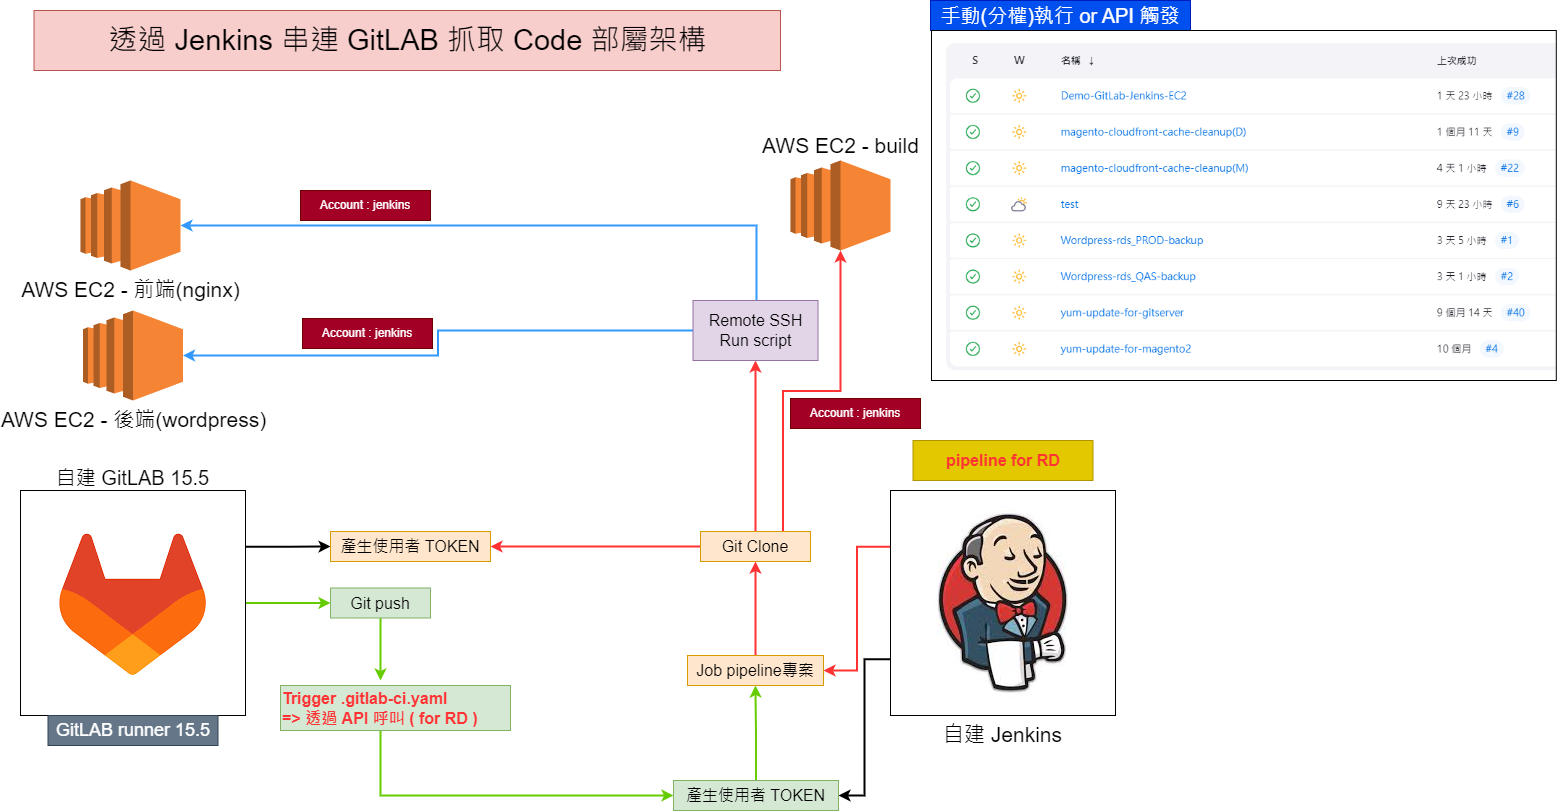 透過 Jenkins 串連 GitLAB 抓取 Code 部屬架構
手動(分權)執行 or API 觸發
S W 名稱 ↓ 上次成功
Demo-GitLab-Jenkins-EC2 1 天 23 小時 #28
magento-cloudfront-cache-cleanup(D) 1 個月 11 天 #9
magento-cloudfront-cache-cleanup(M) 4 天 1 小時 #22
test 9 天 23 小時 #6
Wordpress-rds_PROD-backup 3 天 5 小時 #1
Wordpress-rds_QAS-backup 3 天 1 小時 #2
yum-update-for-gitserver 9 個月 14 天 #40
yum-update-for-magento2 10 個月 #4
AWS EC2 - build
Account : jenkins
AWS EC2 - 前端(nginx)
Account : jenkins
Remote SSH
Run script
AWS EC2 - 後端(wordpress)
Account : jenkins
pipeline for RD
自建 GitLAB 15.5
產生使用者 TOKEN
Git Clone
Git push
Job pipeline專案
Trigger .gitlab-ci.yaml
=> 透過 API 呼叫 ( for RD )
GitLAB runner 15.5
自建 Jenkins
產生使用者 TOKEN